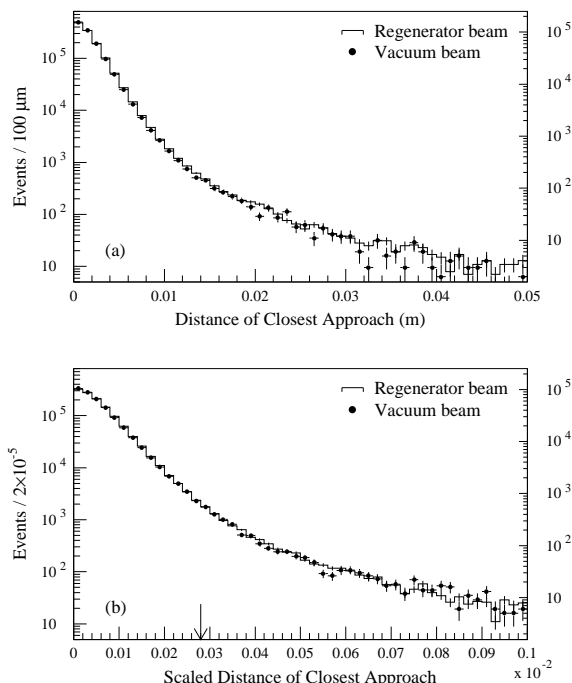 Regenerator beam
Vacuum beam
Events / 100 μm
10^5
10^4
10^3
10^2
10
10^5
10^4
10^3
10^2
10
(a)
0 0.01 0.02 0.03 0.04 0.05
Distance of Closest Approach (m)
Regenerator beam
Vacuum beam
Events / 2×10^-5
10^5
10^4
10^3
10^2
10
10^5
10^4
10^3
10^2
10
(b)
0 0.01 0.02 0.03 0.04 0.05 0.06 0.07 0.08 0.09 0.1
x 10^-2
Scaled Distance of Closest Approach